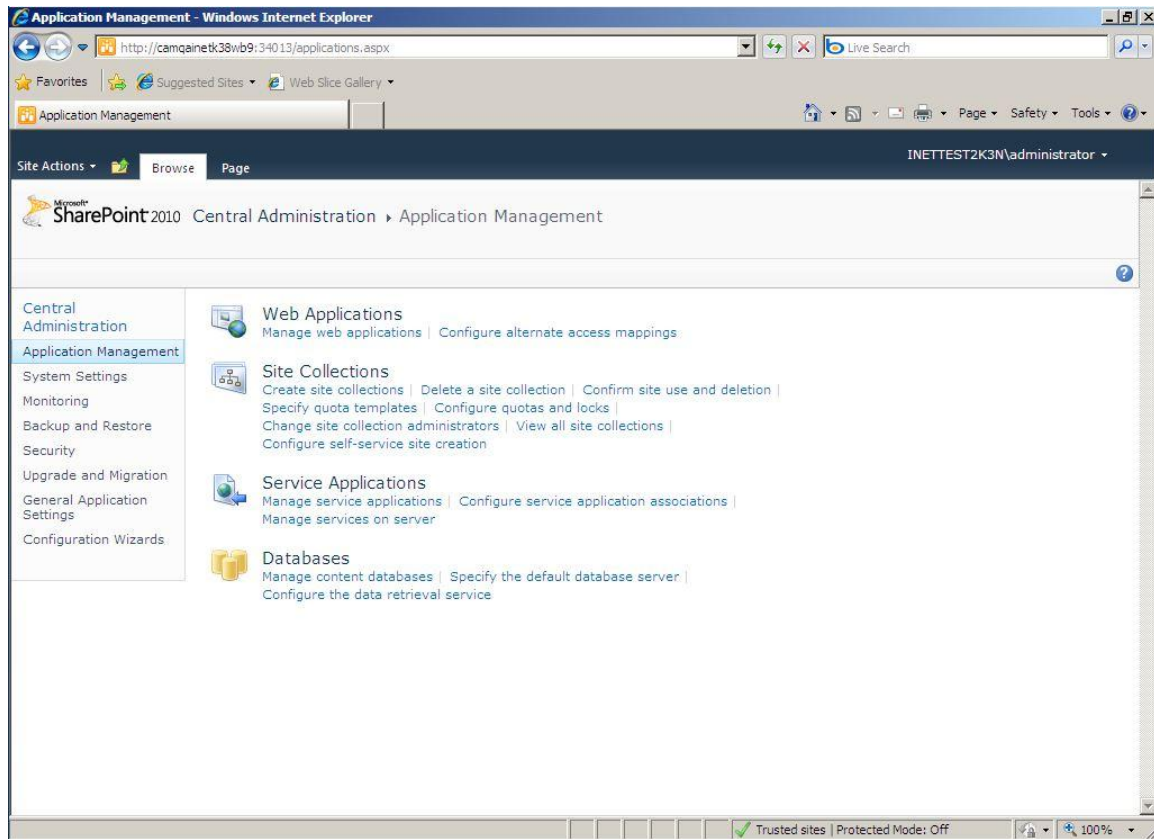 Application Management - Windows Internet Explorer
http://camqainetk38wb9:34013/applications.aspx
Live Search
Favorites
Suggested Sites
Web Slice Gallery
Application Management
Page
Safety
Tools
Site Actions
Browse
Page
INETTEST2K3N\administrator
Microsoft®
SharePoint 2010
Central Administration
Application Management
Central
Administration
Application Management
System Settings
Monitoring
Backup and Restore
Security
Upgrade and Migration
General Application
Settings
Configuration Wizards
Web Applications
Manage web applications | Configure alternate access mappings
Site Collections
Create site collections | Delete a site collection | Confirm site use and deletion |
Specify quota templates | Configure quotas and locks |
Change site collection administrators | View all site collections |
Configure self-service site creation
Service Applications
Manage service applications | Configure service application associations |
Manage services on server
Databases
Manage content databases | Specify the default database server |
Configure the data retrieval service
Trusted sites | Protected Mode: Off
100%